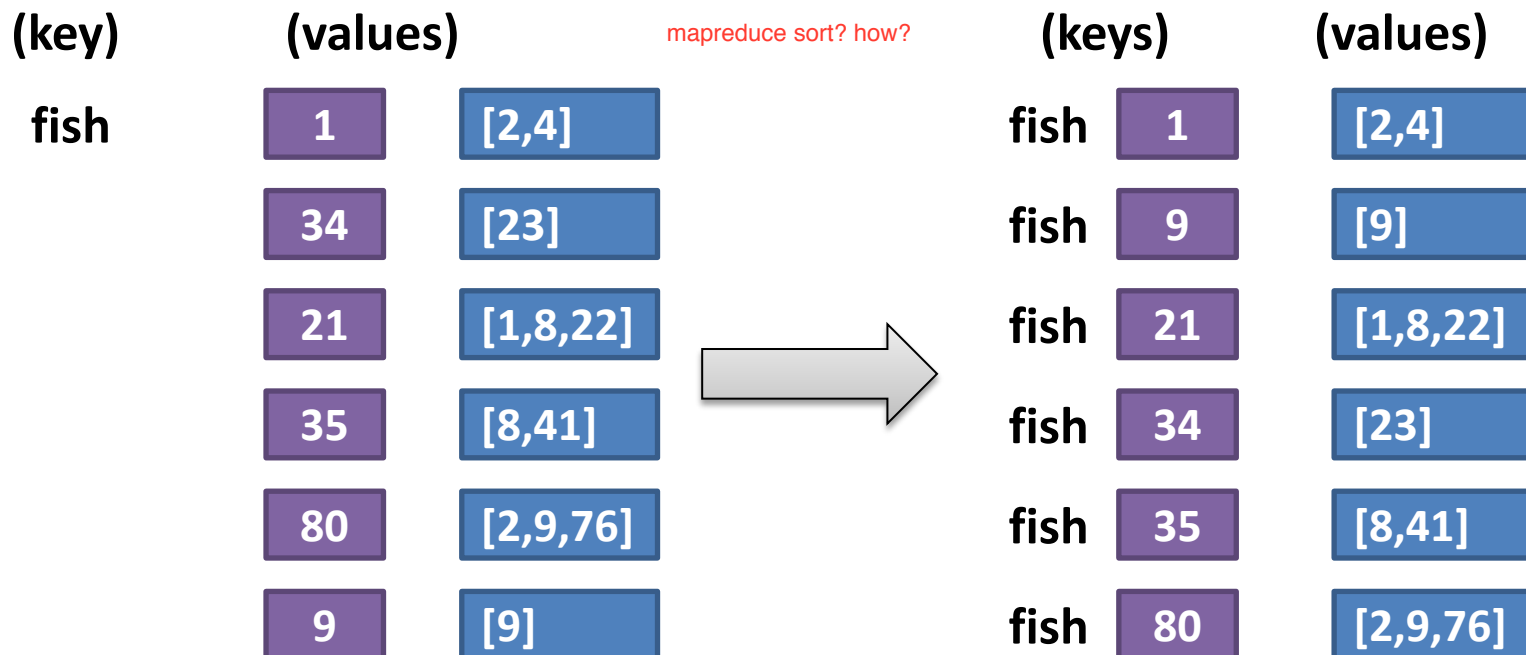 (key) (values) mapreduce sort? how? (keys) (values)
fish 1 [2,4] fish 1 [2,4]
34 [23] fish 9 [9]
21 [1,8,22] fish 21 [1,8,22]
35 [8,41] fish 34 [23]
80 [2,9,76] fish 35 [8,41]
9 [9] fish 80 [2,9,76]